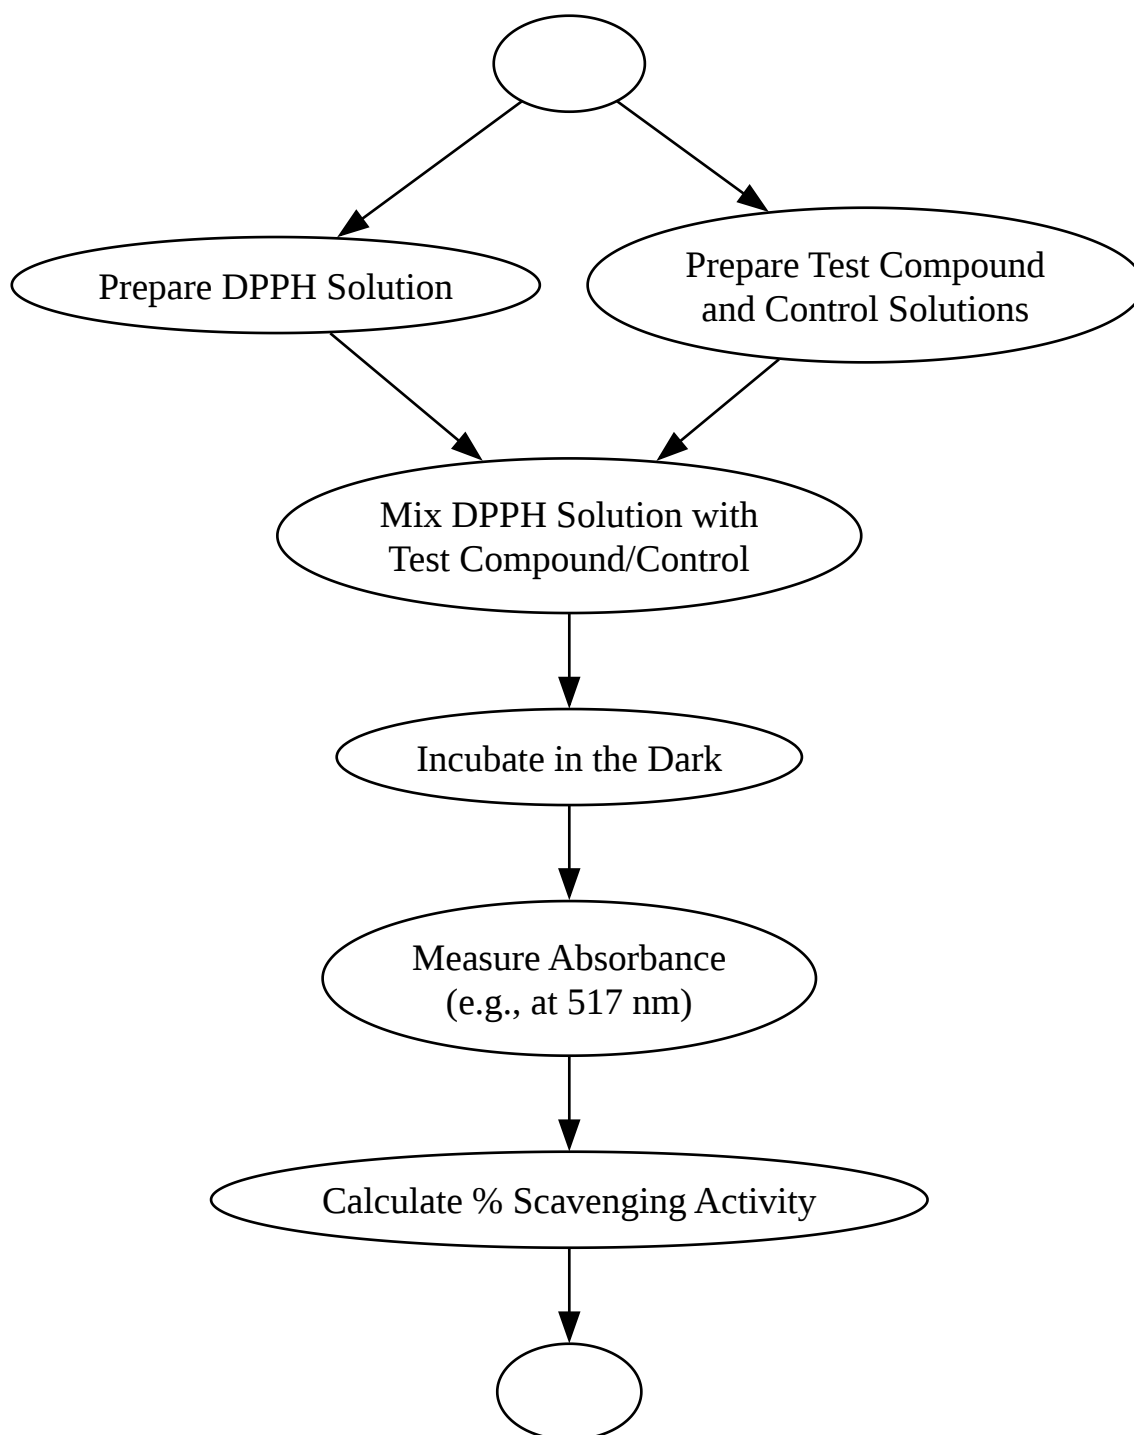 Prepare DPPH Solution
Prepare Test Compound
and Control Solutions
Mix DPPH Solution with
Test Compound/Control
Incubate in the Dark
Measure Absorbance
(e.g., at 517 nm)
Calculate % Scavenging Activity